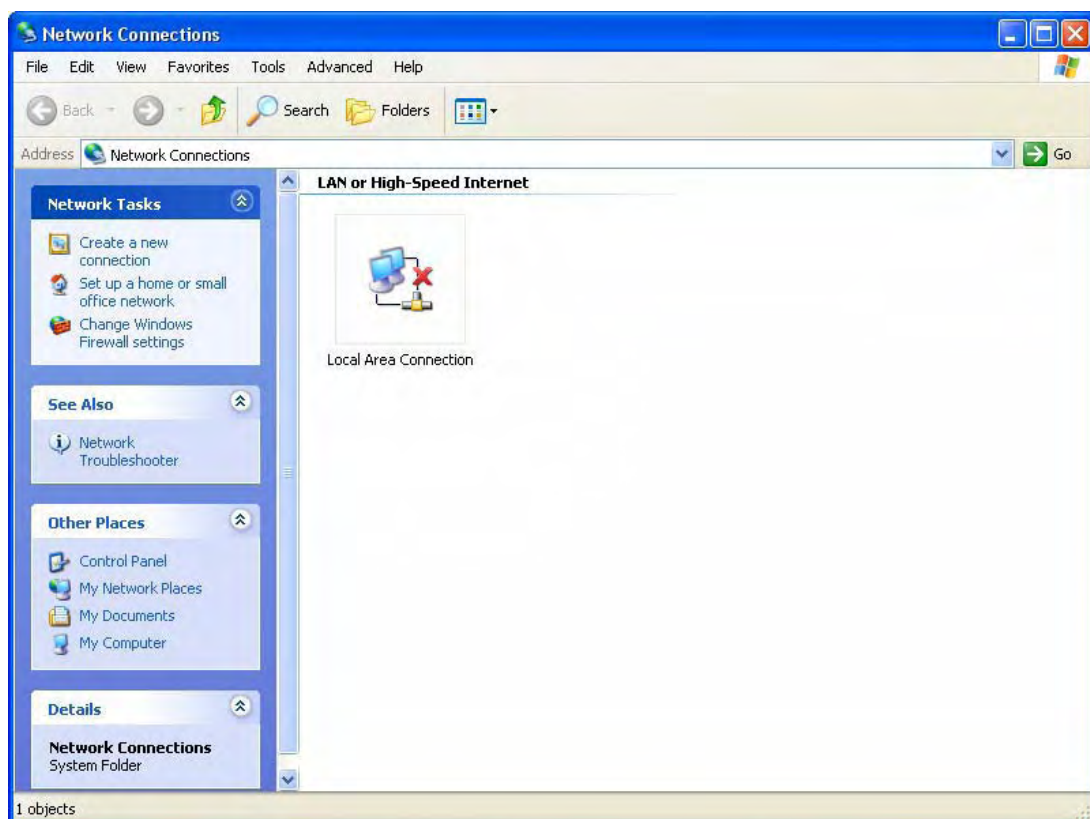 Network Connections
File Edit View Favorites Tools Advanced Help
Back Search Folders
Address Network Connections Go
Network Tasks
Create a new
connection
Set up a home or small
office network
Change Windows
Firewall settings
See Also
Network
Troubleshooter
Other Places
Control Panel
My Network Places
My Documents
My Computer
Details
Network Connections
System Folder
LAN or High-Speed Internet
Local Area Connection
1 objects